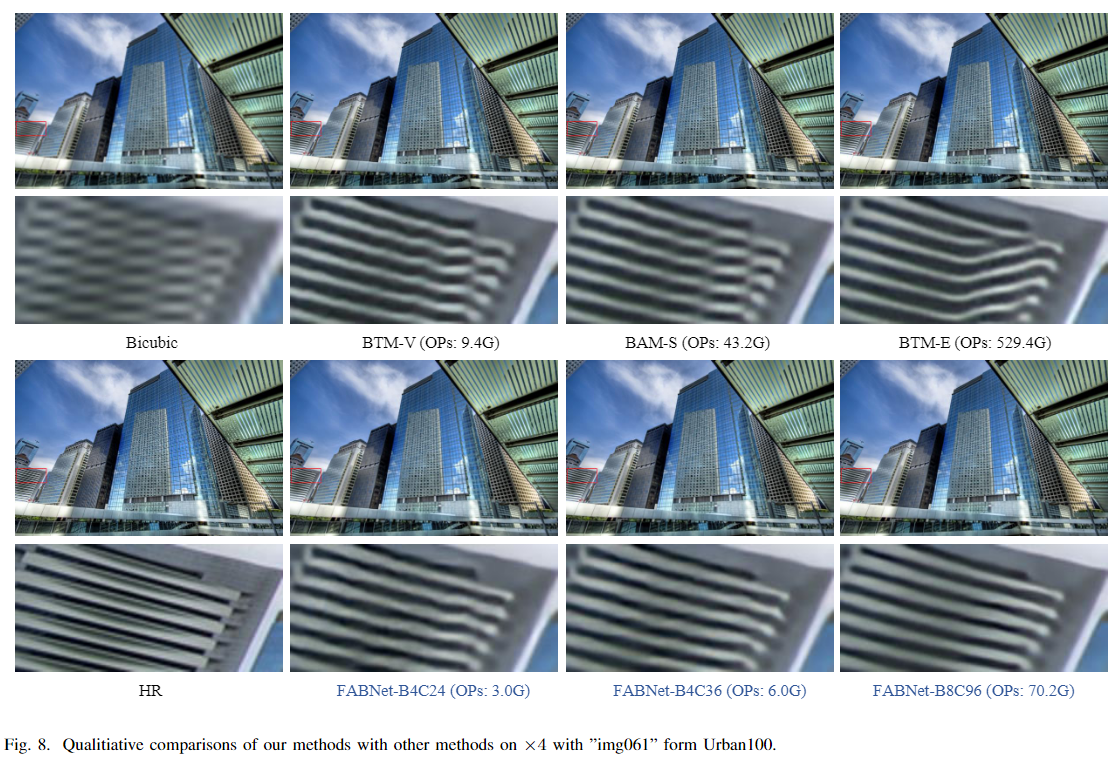 Bicubic
BTM-V (OPs: 9.4G)
BAM-S (OPs: 43.2G)
BTM-E (OPs: 529.4G)
HR
FABNet-B4C24 (OPs: 3.0G)
FABNet-B4C36 (OPs: 6.0G)
FABNet-B8C96 (OPs: 70.2G)
Fig. 8. Qualitiative comparisons of our methods with other methods on ×4 with ”img061” form Urban100.